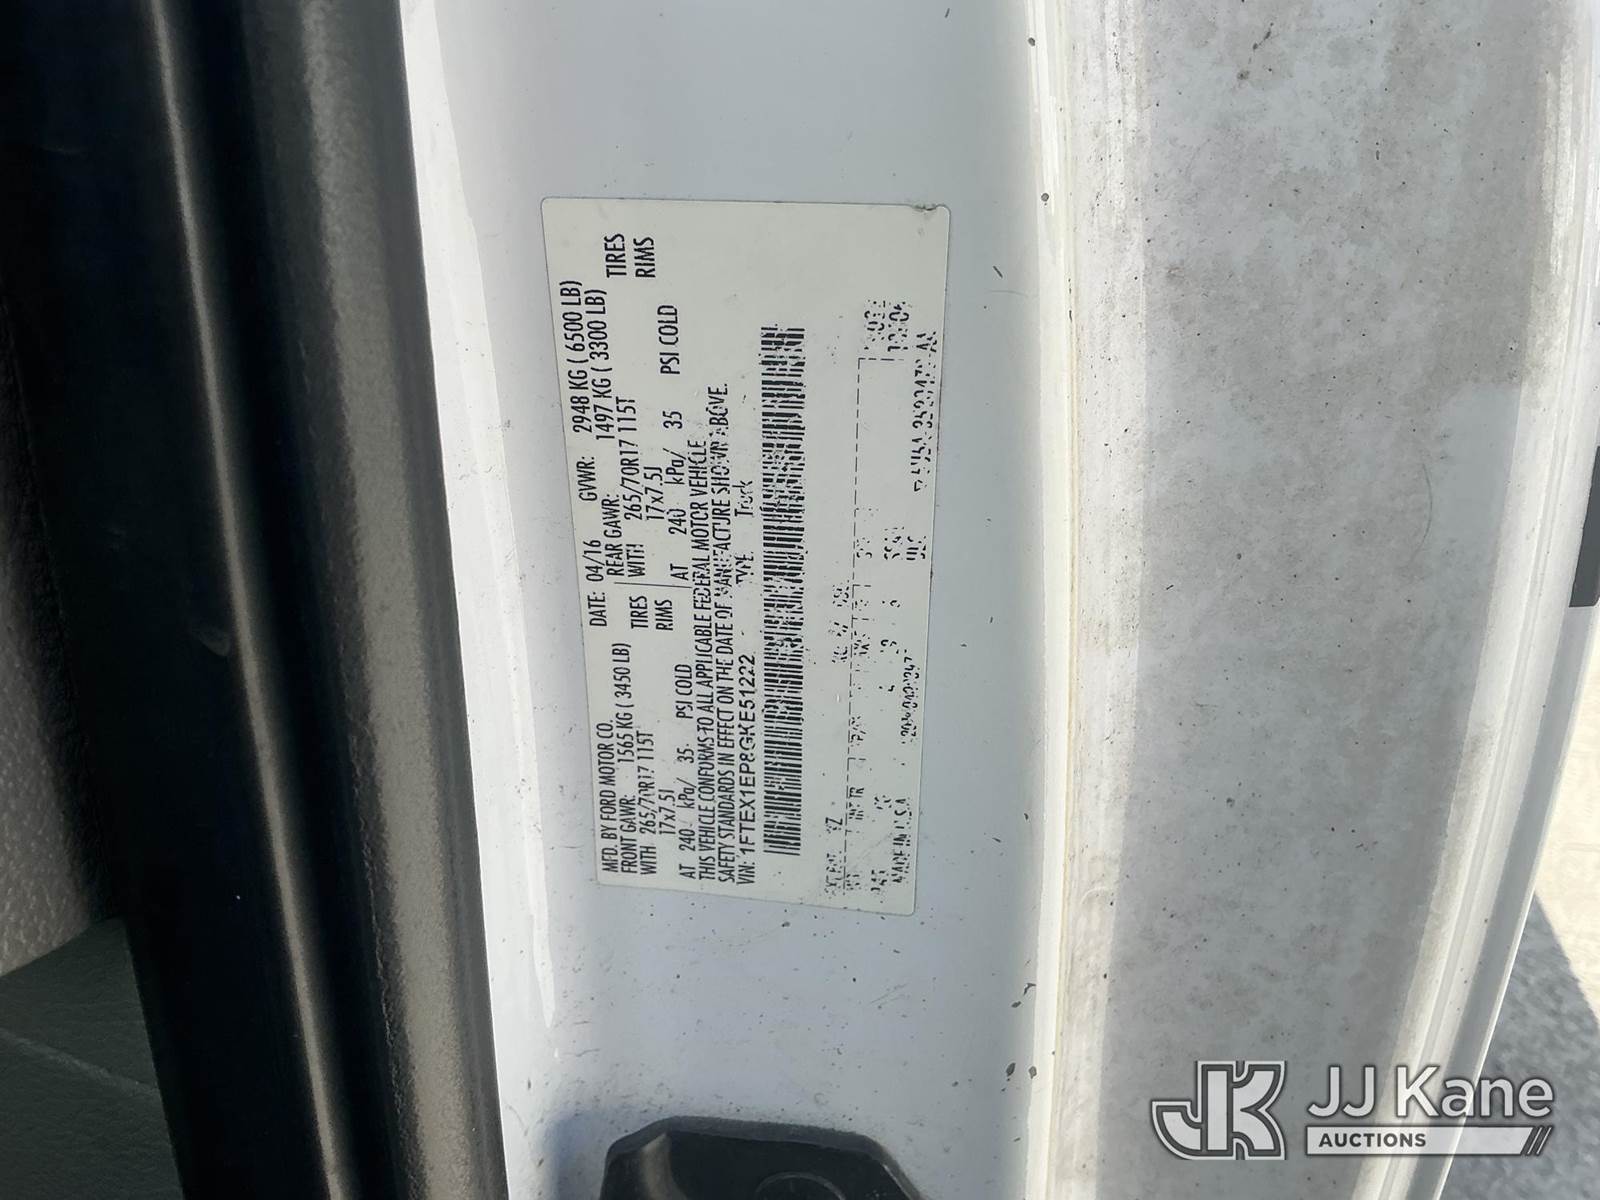 MFD. BY FORD MOTOR CO.
DATE: 04/16 GVWR: 2948 KG ( 6500 LB)
FRONT GAWR: 1565 KG ( 3450 LB)
REAR GAWR: 1497 KG ( 3300 LB)
WITH 265/70R17 115T TIRES
WITH 265/70R17 115T TIRES
17x7.5J RIMS
17x7.5J RIMS
AT 240 kPa/ 35 PSI COLD
AT 240 kPa/ 35 PSI COLD
THIS VEHICLE CONFORMS TO ALL APPLICABLE FEDERAL MOTOR VEHICLE
SAFETY STANDARDS IN EFFECT ON THE DATE OF MANUFACTURE SHOWN ABOVE.
VIN: 1FTEX1EP8GKE51222 TYPE: Truck
MADE IN U.S.A.
JJ Kane
AUCTIONS